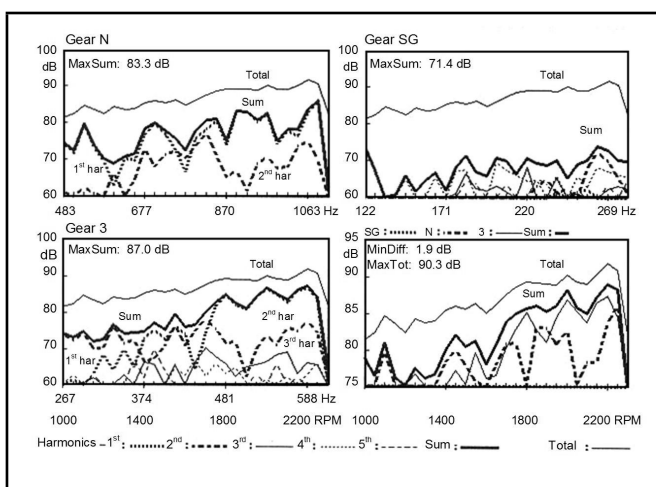 Gear N
100
dB
90
80
70
60
MaxSum: 83.3 dB
Total
Sum
1st har
2nd har
483 677 870 1063 Hz
Gear SG
100
dB
90
80
70
60
MaxSum: 71.4 dB
Total
Sum
122 171 220 269 Hz
SG : N : 3 : Sum :
Gear 3
100
dB
90
80
70
60
MaxSum: 87.0 dB
Total
Sum
2nd har
3rd har
1st har
267 374 481 588 Hz
1000 1400 1800 2200 RPM
95
dB
90
85
80
75
MinDiff: 1.9 dB
MaxTot: 90.3 dB
Total
Sum
1000 1400 1800 2200
1000 1400 1800 2200 RPM
Harmonics – 1st : 2nd : 3rd : 4th : 5th : Sum : Total :